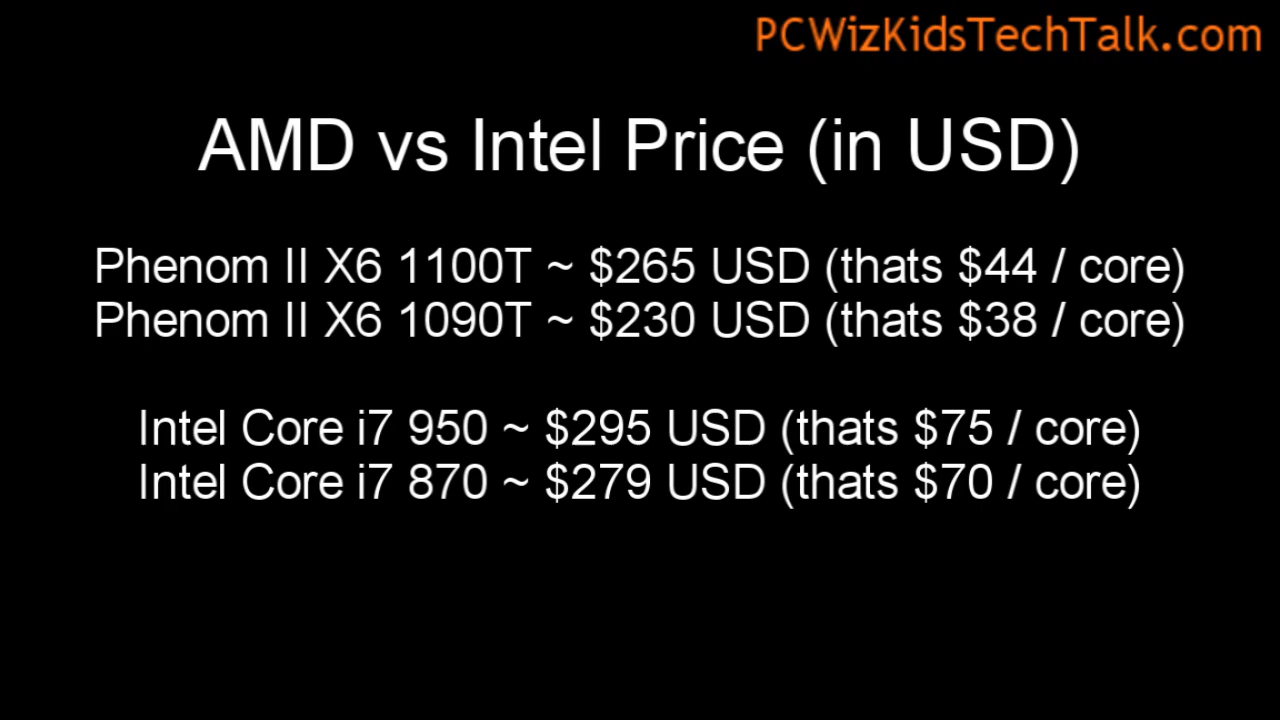 PCWizKidsTechTalk.com
AMD vs Intel Price (in USD)
Phenom II X6 1100T ~ $265 USD (thats $44 / core)
Phenom II X6 1090T ~ $230 USD (thats $38 / core)
Intel Core i7 950 ~ $295 USD (thats $75 / core)
Intel Core i7 870 ~ $279 USD (thats $70 / core)